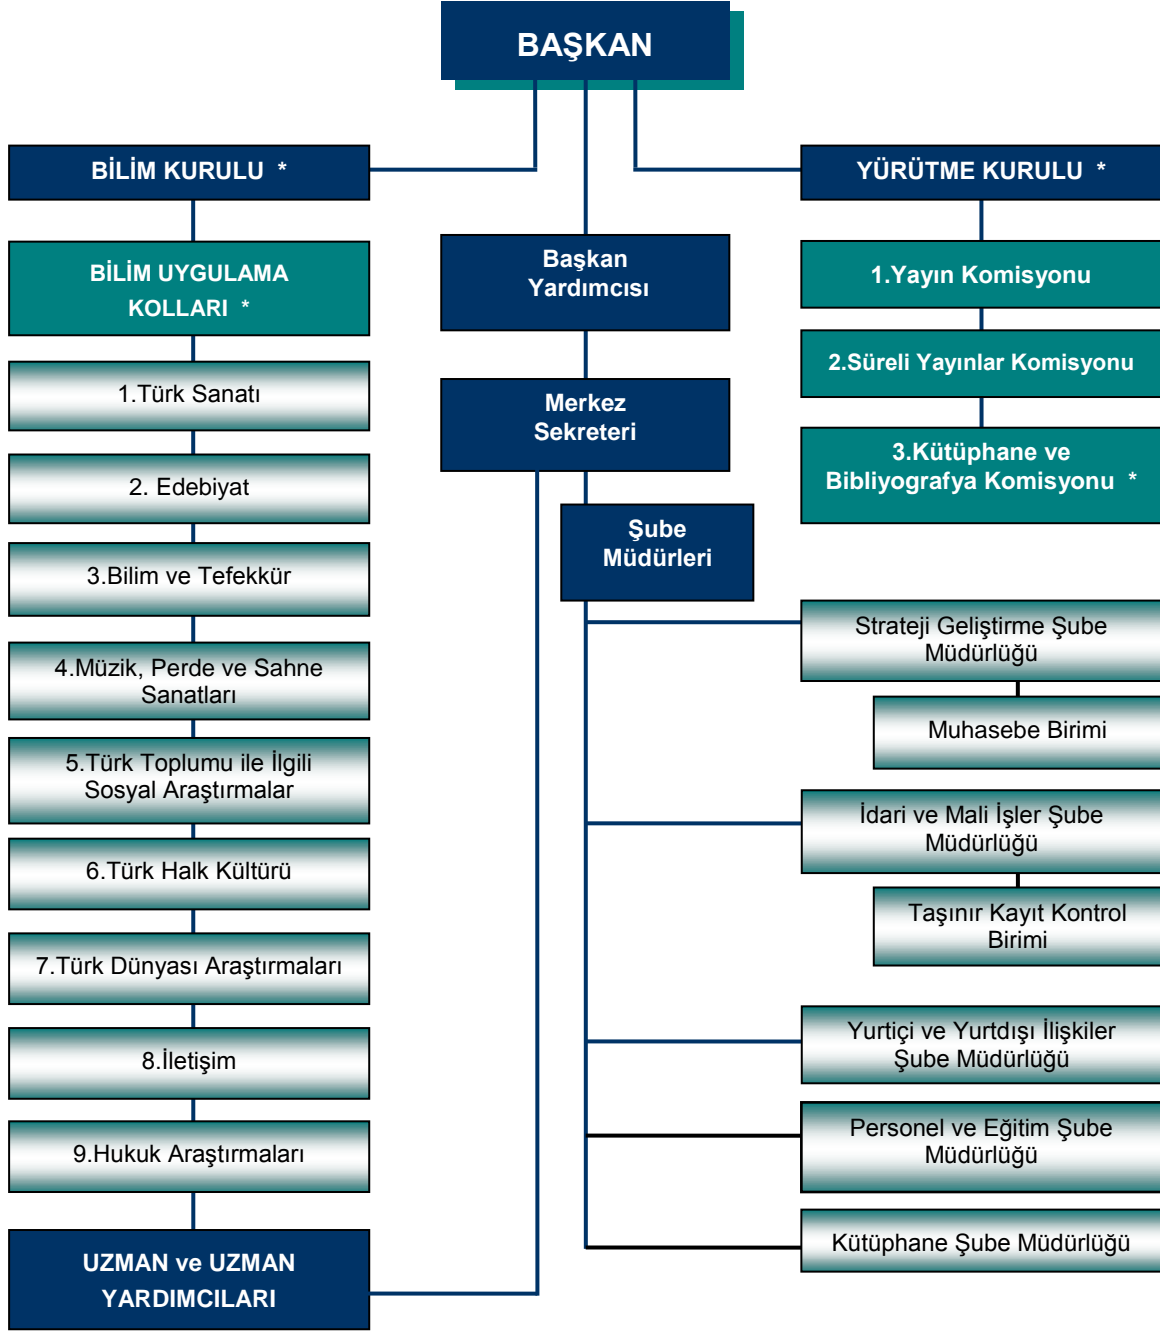 BAŞKAN
BİLİM KURULU *
BİLİM UYGULAMA
KOLLARI *
1.Türk Sanatı
2. Edebiyat
3.Bilim ve Tefekkür
4.Müzik, Perde ve Sahne
Sanatları
5.Türk Toplumu ile İlgili
Sosyal Araştırmalar
6.Türk Halk Kültürü
7.Türk Dünyası Araştırmaları
8.İletişim
9.Hukuk Araştırmaları
UZMAN ve UZMAN
YARDIMCILARI
Başkan
Yardımcısı
Merkez
Sekreteri
Şube
Müdürleri
YÜRÜTME KURULU *
1.Yayın Komisyonu
2.Süreli Yayınlar Komisyonu
3.Kütüphane ve
Bibliyografya Komisyonu *
Strateji Geliştirme Şube
Müdürlüğü
Muhasebe Birimi
İdari ve Mali İşler Şube
Müdürlüğü
Taşınır Kayıt Kontrol
Birimi
Yurtiçi ve Yurtdışı İlişkiler
Şube Müdürlüğü
Personel ve Eğitim Şube
Müdürlüğü
Kütüphane Şube Müdürlüğü